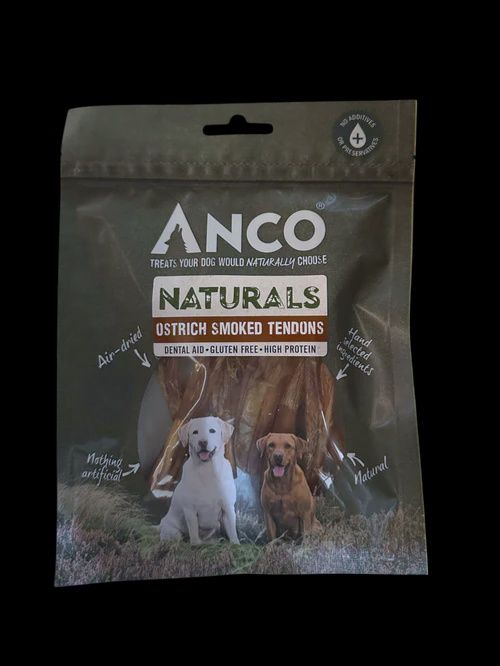 NO ADDITIVES
OR PRESERVATIVES
ANCO®
TREATS YOUR DOG WOULD NATURALLY CHOOSE
NATURALS
OSTRICH SMOKED TENDONS
DENTAL AID • GLUTEN FREE • HIGH PROTEIN
Air-dried
Hand
selected
ingredients
Nothing
artificial
Natural